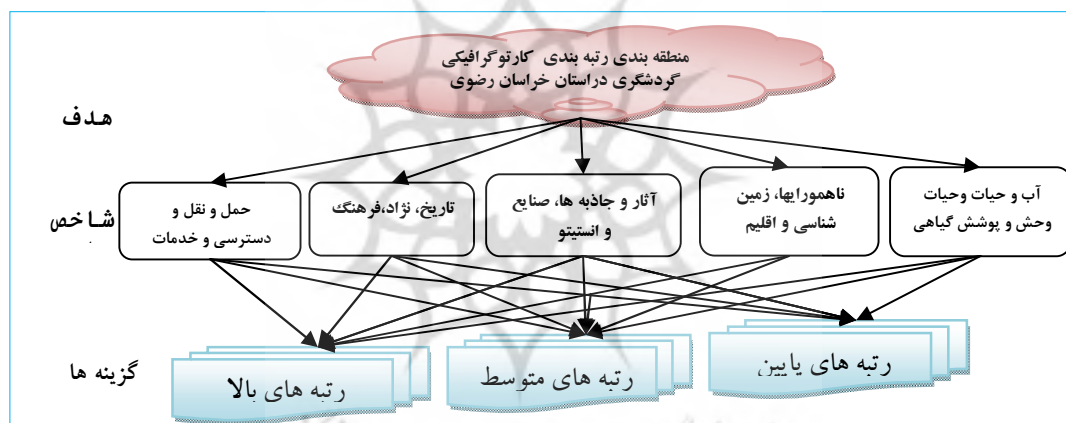 منطقه بندی رتبه بندی کارتوگرافیکی
گردشگری دراستان خراسان رضوی
هدف
شاخص
آب و حیات وحیات
وحش و پوشش گیاهی
ناهمورایها، زمین
شناسی و اقلیم
آثار و جاذبه ها، صنایع
و انستیتو
تاریخ، نژاد،فرهنگ
حمل و نقل و
دسترسی و خدمات
گزینه ها
رتبه های پایین
رتبه های متوسط
رتبه های بالا